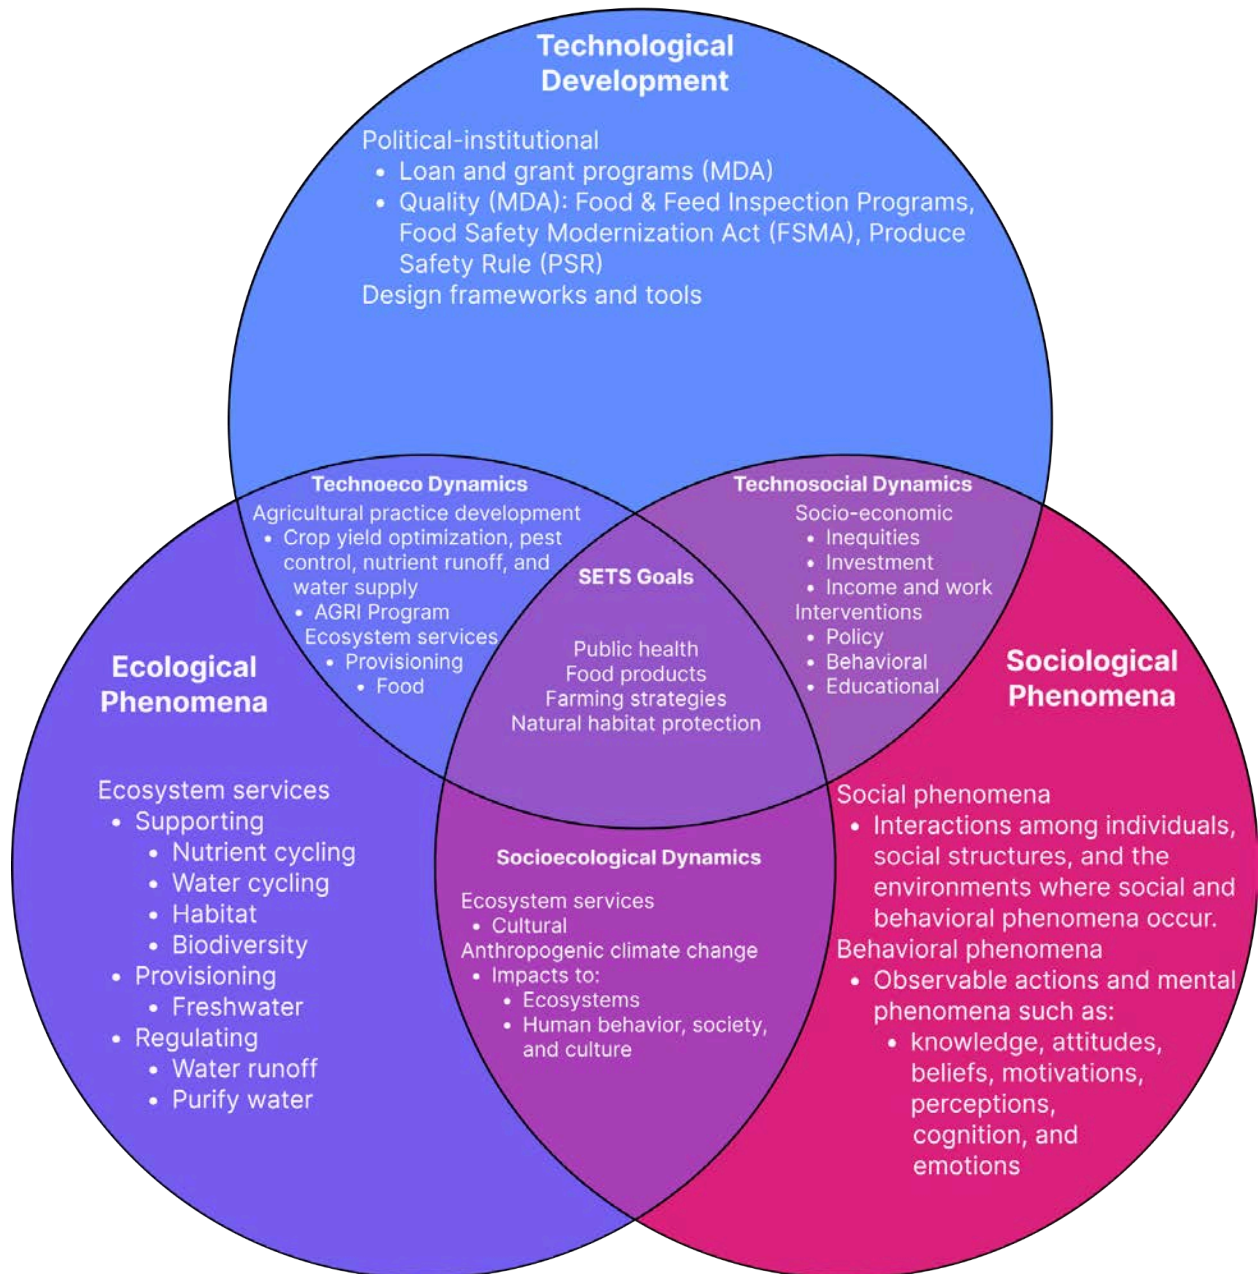 Technological
Development
Political-institutional
• Loan and grant programs (MDA)
• Quality (MDA): Food & Feed Inspection Programs,
Food Safety Modernization Act (FSMA), Produce
Safety Rule (PSR)
Design frameworks and tools
Technoeco Dynamics
Agricultural practice development
• Crop yield optimization, pest
control, nutrient runoff, and
water supply
• AGRI Program
Ecosystem services
• Provisioning
• Food
Technosocial Dynamics
Socio-economic
• Inequities
• Investment
• Income and work
Interventions
• Policy
• Behavioral
• Educational
SETS Goals
Public health
Food products
Farming strategies
Natural habitat protection
Ecological
Phenomena
Ecosystem services
• Supporting
• Nutrient cycling
• Water cycling
• Habitat
• Biodiversity
• Provisioning
• Freshwater
• Regulating
• Water runoff
• Purify water
Socioecological Dynamics
Ecosystem services
• Cultural
Anthropogenic climate change
• Impacts to:
• Ecosystems
• Human behavior, society,
and culture
Sociological
Phenomena
Social phenomena
• Interactions among individuals,
social structures, and the
environments where social and
behavioral phenomena occur.
Behavioral phenomena
• Observable actions and mental
phenomena such as:
• knowledge, attitudes,
beliefs, motivations,
perceptions,
cognition, and
emotions